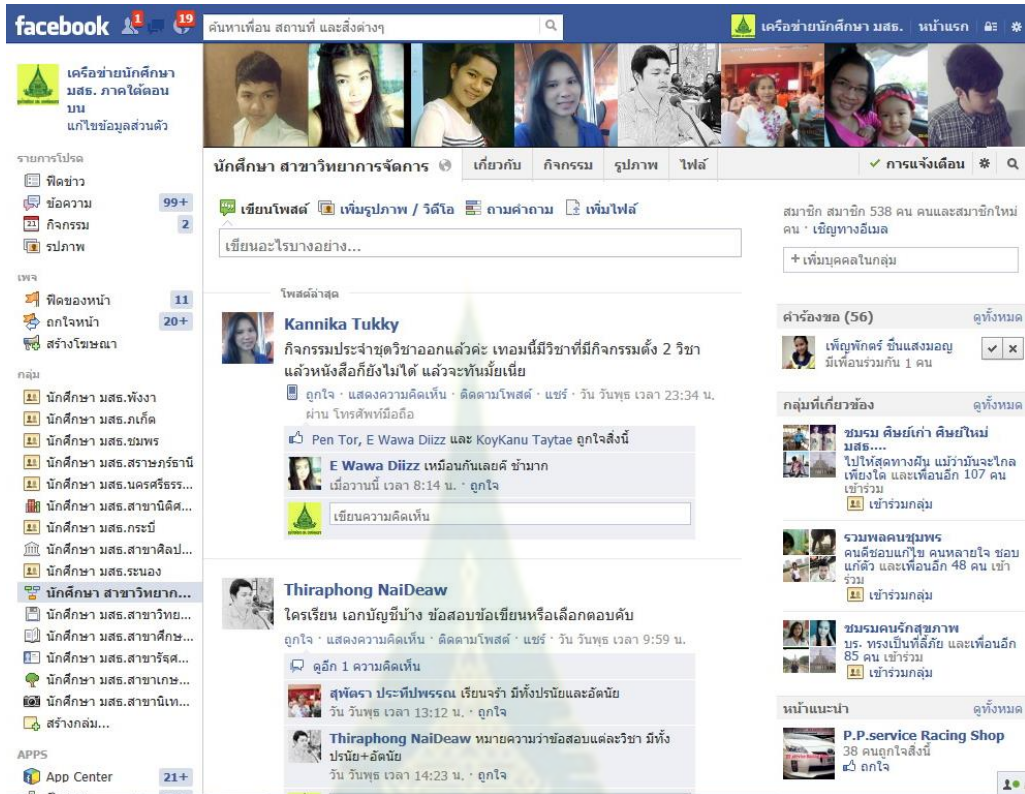 facebook
1
19
ค้นหาเพื่อน สถานที่ และสิ่งต่างๆ
เครือข่ายนักศึกษา มสธ.
หน้าแรก
เครือข่ายนักศึกษา
มสธ. ภาคใต้ตอน
บน
แก้ไขข้อมูลส่วนตัว
รายการโปรด
ฟีดข่าว
ข้อความ 99+
กิจกรรม 2
รูปภาพ
เพจ
ฟีดของหน้า 11
ถูกใจหน้า 20+
สร้างโฆษณา
กลุ่ม
นักศึกษา มสธ.พังงา
นักศึกษา มสธ.ภูเก็ต
นักศึกษา มสธ.ชุมพร
นักศึกษา มสธ.สุราษฎร์ธานี
นักศึกษา มสธ.นครศรีธรร...
นักศึกษา มสธ.สาขานิติศ...
นักศึกษา มสธ.กระบี่
นักศึกษา มสธ.สาขาศิลป...
นักศึกษา มสธ.ระนอง
นักศึกษา สาขาวิทยาก...
นักศึกษา มสธ.สาขาวิทย...
นักศึกษา มสธ.สาขาศึกษ...
นักศึกษา มสธ.สาขารัฐศ...
นักศึกษา มสธ.สาขาเกษ...
นักศึกษา มสธ.สาขานิเท...
สร้างกลุ่ม...
APPS
App Center 21+
นักศึกษา สาขาวิทยาการจัดการ
เกี่ยวกับ
กิจกรรม
รูปภาพ
ไฟล์
การแจ้งเตือน
เขียนโพสต์
เพิ่มรูปภาพ / วิดีโอ
ถามคำถาม
เพิ่มไฟล์
เขียนอะไรบางอย่าง...
โพสต์ล่าสุด
Kannika Tukky
กิจกรรมประจำชุดวิชาออกแล้วค่ะ เทอมนี้มีวิชาที่มีกิจกรรมตั้ง 2 วิชา
แล้วหนังสือก็ยังไม่ได้ แล้วจะทันมั้ยเนี่ย
ถูกใจ · แสดงความคิดเห็น · ติดตามโพสต์ · แชร์ · วัน วันพุธ เวลา 23:34 น.
ผ่าน โทรศัพท์มือถือ
Pen Tor, E Wawa Diizz และ KoyKanu Taytae ถูกใจสิ่งนี้
E Wawa Diizz เหมือนกันเลยค๊ ช้ามาก
เมื่อวานนี้ เวลา 8:14 น. · ถูกใจ
เขียนความคิดเห็น
Thiraphong NaiDeaw
ใครเรียน เอกบัญชีบ้าง ข้อสอบข้อเขียนหรือเลือกตอบคับ
ถูกใจ · แสดงความคิดเห็น · ติดตามโพสต์ · แชร์ · วัน วันพุธ เวลา 9:59 น.
ดูอีก 1 ความคิดเห็น
สุพัตรา ประทีปพรรณ เรียนจร้า มีทั้งปรนัยและอัตนัย
วัน วันพุธ เวลา 13:12 น. · ถูกใจ
Thiraphong NaiDeaw หมายความว่าข้อสอบแต่ละวิชา มีทั้ง
ปรนัย+อัตนัย
วัน วันพุธ เวลา 14:23 น. · ถูกใจ
สมาชิก สมาชิก 538 คน คนและสมาชิกใหม่
คน · เชิญทางอีเมล
+ เพิ่มบุคคลในกลุ่ม
คำร้องขอ (56) ดูทั้งหมด
เพ็ญพักตร์ ชื่นแสงมอญ
มีเพื่อนร่วมกัน 1 คน
กลุ่มที่เกี่ยวข้อง ดูทั้งหมด
ชมรม ศิษย์เก่า ศิษย์ใหม่
มสธ....
ไปให้สุดทางฝัน แม้ว่ามันจะไกล
เพียงใด และเพื่อนอีก 107 คน
เข้าร่วม
เข้าร่วมกลุ่ม
รวมพลคนชุมพร
คนดีชอบแก้ไข คนหลายใจ ชอบ
แก้ตัว และเพื่อนอีก 48 คน เข้า
ร่วม
เข้าร่วมกลุ่ม
ชมรมคนรักสุขภาพ
บร. ทรงเป็นที่ลี้ภัย และเพื่อนอีก
85 คน เข้าร่วม
เข้าร่วมกลุ่ม
หน้าแนะนำ ดูทั้งหมด
P.P.service Racing Shop
38 คนถูกใจสิ่งนี้
ถูกใจ
1